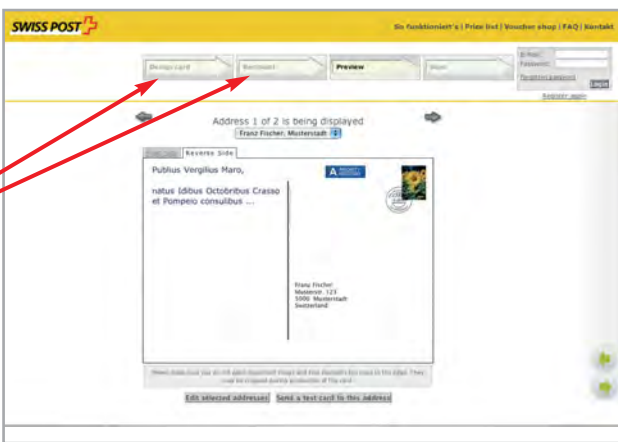 SWISS POST
So funktioniert's | Prize list | Voucher shop | FAQ | Kontakt
Design card
Recipient
Preview
E-Mail:
Password:
Forgotten password
Login
Register again
Address 1 of 2 is being displayed
Franz Fischer, Musterstadt
Reverse Side
Publius Vergilius Maro,
natus Idibus Octobribus Crasso
et Pompeio consulibus ...
A PRIORITY
Franz Fischer
Musterstr. 123
5000 Musterstadt
Switzerland
Edit selected addresses
Send a test card to this address